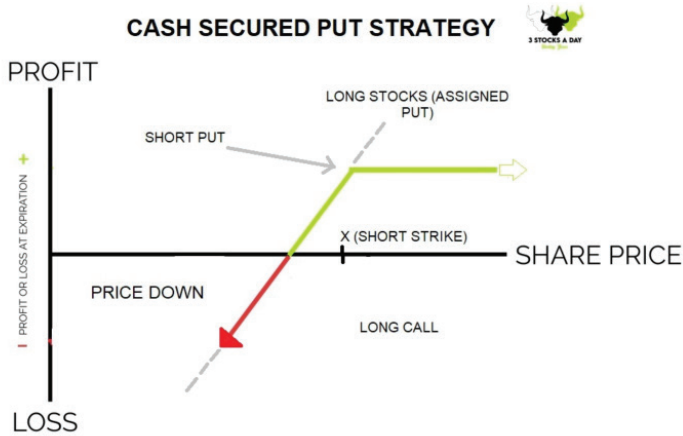 CASH SECURED PUT STRATEGY
3 STOCKS A DAY
PROFIT
LONG STOCKS (ASSIGNED
PUT)
SHORT PUT
PROFIT OR LOSS AT EXPIRATION
+
−
X (SHORT STRIKE)
SHARE PRICE
PRICE DOWN
LONG CALL
LOSS